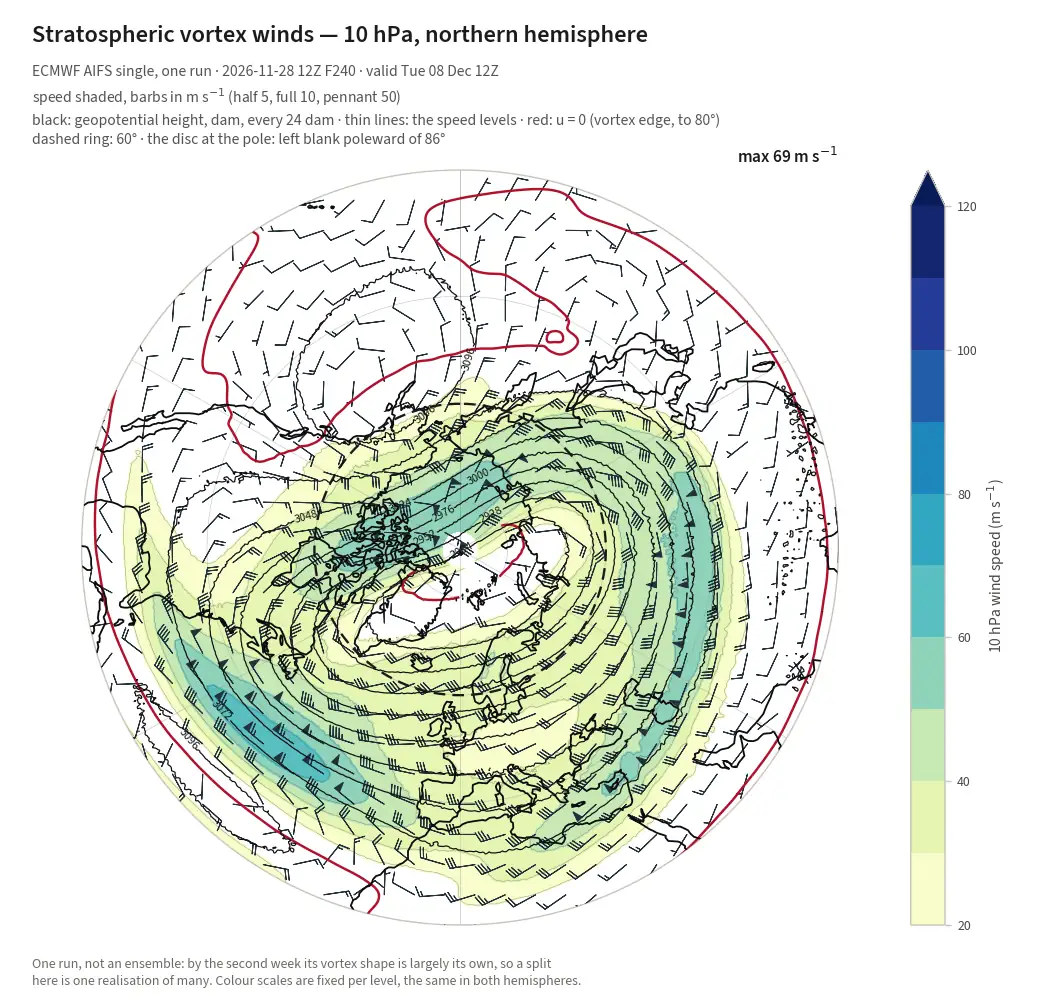 Stratospheric vortex winds — 10 hPa, northern hemisphere
ECMWF AIFS single, one run · 2026-11-28 12Z F240 · valid Tue 08 Dec 12Z
speed shaded, barbs in m s⁻¹ (half 5, full 10, pennant 50)
black: geopotential height, dam, every 24 dam · thin lines: the speed levels · red: u = 0 (vortex edge, to 80°)
dashed ring: 60° · the disc at the pole: left blank poleward of 86°
max 69 m s⁻¹
120
100
80
60
40
20
10 hPa wind speed (m s⁻¹)
3096
3048
3000
2976
2928
3072
3096
One run, not an ensemble: by the second week its vortex shape is largely its own, so a split
here is one realisation of many. Colour scales are fixed per level, the same in both hemispheres.